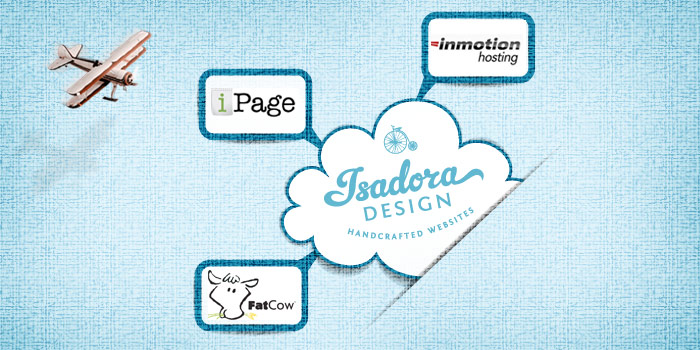 inmotion
hosting
iPage
Isadora
DESIGN
HANDCRAFTED WEBSITES
FatCow